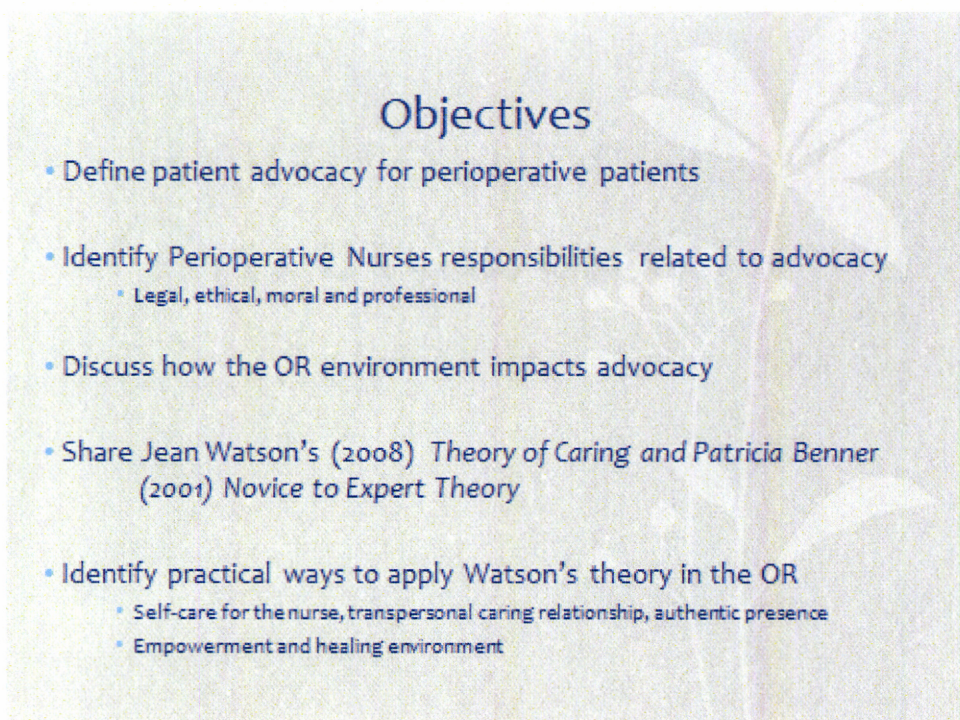 Objectives
• Define patient advocacy for perioperative patients
• Identify Perioperative Nurses responsibilities related to advocacy
• Legal, ethical, moral and professional
• Discuss how the OR environment impacts advocacy
• Share Jean Watson's (2008) Theory of Caring and Patricia Benner
(2001) Novice to Expert Theory
• Identify practical ways to apply Watson's theory in the OR
• Self-care for the nurse, transpersonal caring relationship, authentic presence
• Empowerment and healing environment